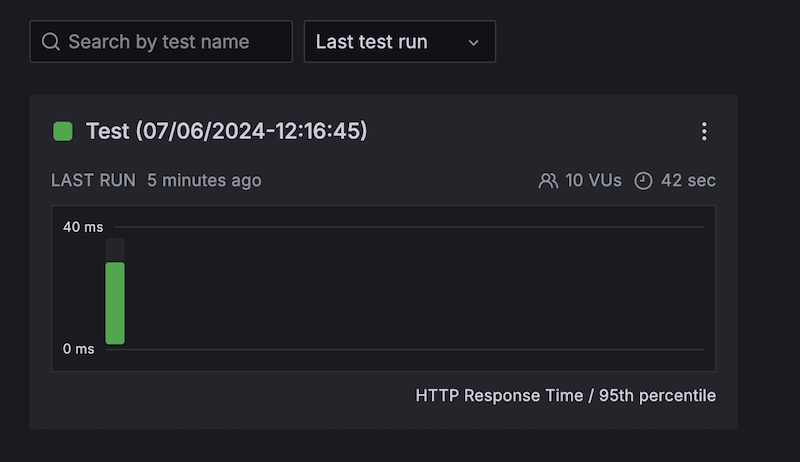 Search by test name
Last test run
Test (07/06/2024-12:16:45)
LAST RUN 5 minutes ago
10 VUs 42 sec
40 ms
0 ms
HTTP Response Time / 95th percentile